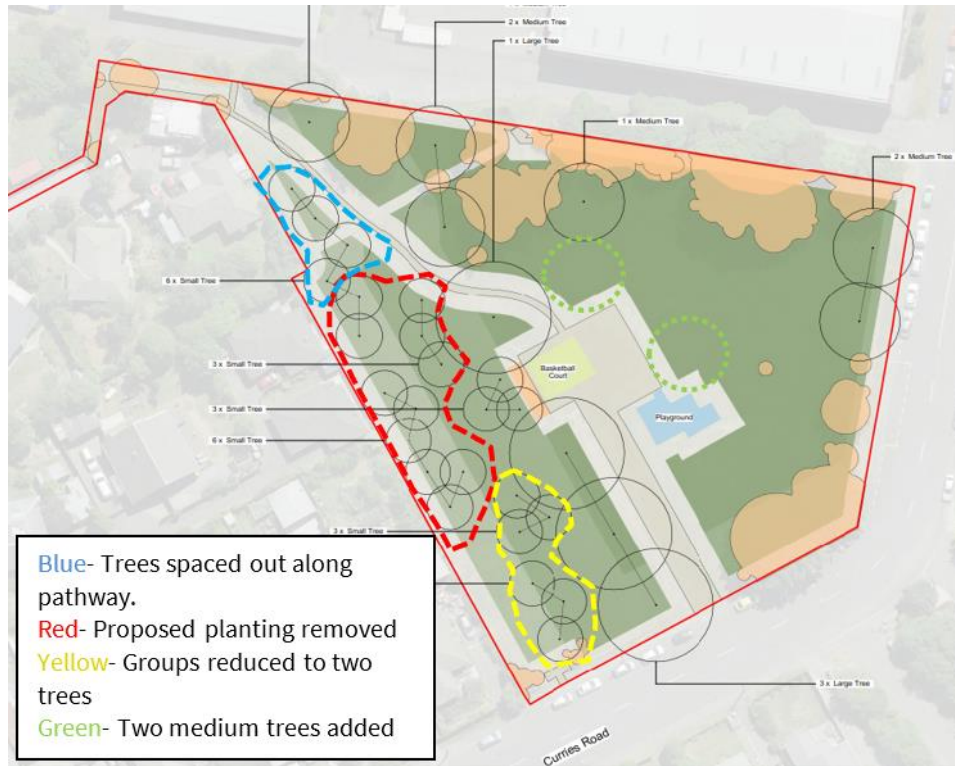 2 x Medium Tree
1 x Large Tree
1 x Medium Tree
2 x Medium Tree
6 x Small Tree
3 x Small Tree
Basketball
Court
3 x Small Tree
Playground
6 x Small Tree
3 x Small Tree
Blue- Trees spaced out along
pathway.
Red- Proposed planting removed
Yellow- Groups reduced to two
trees
Green- Two medium trees added
3 x Large Tree
Curries Road